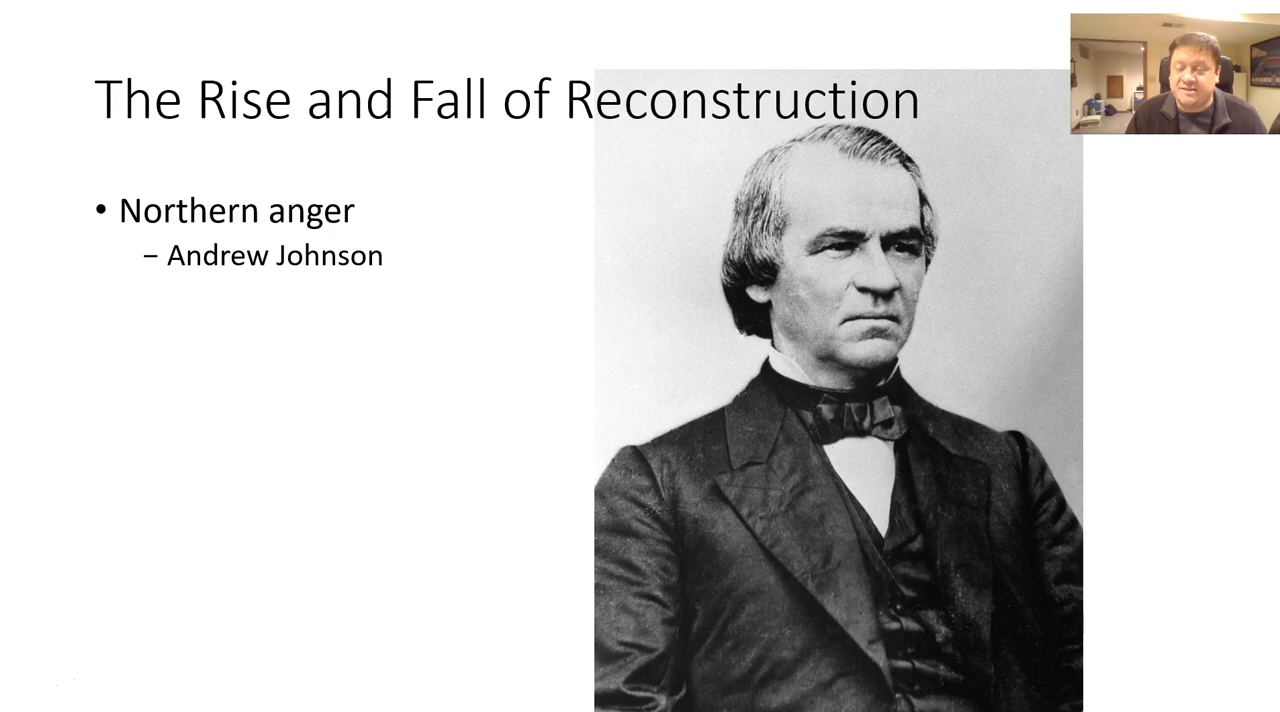 The Rise and Fall of Reconstruction
• Northern anger
– Andrew Johnson